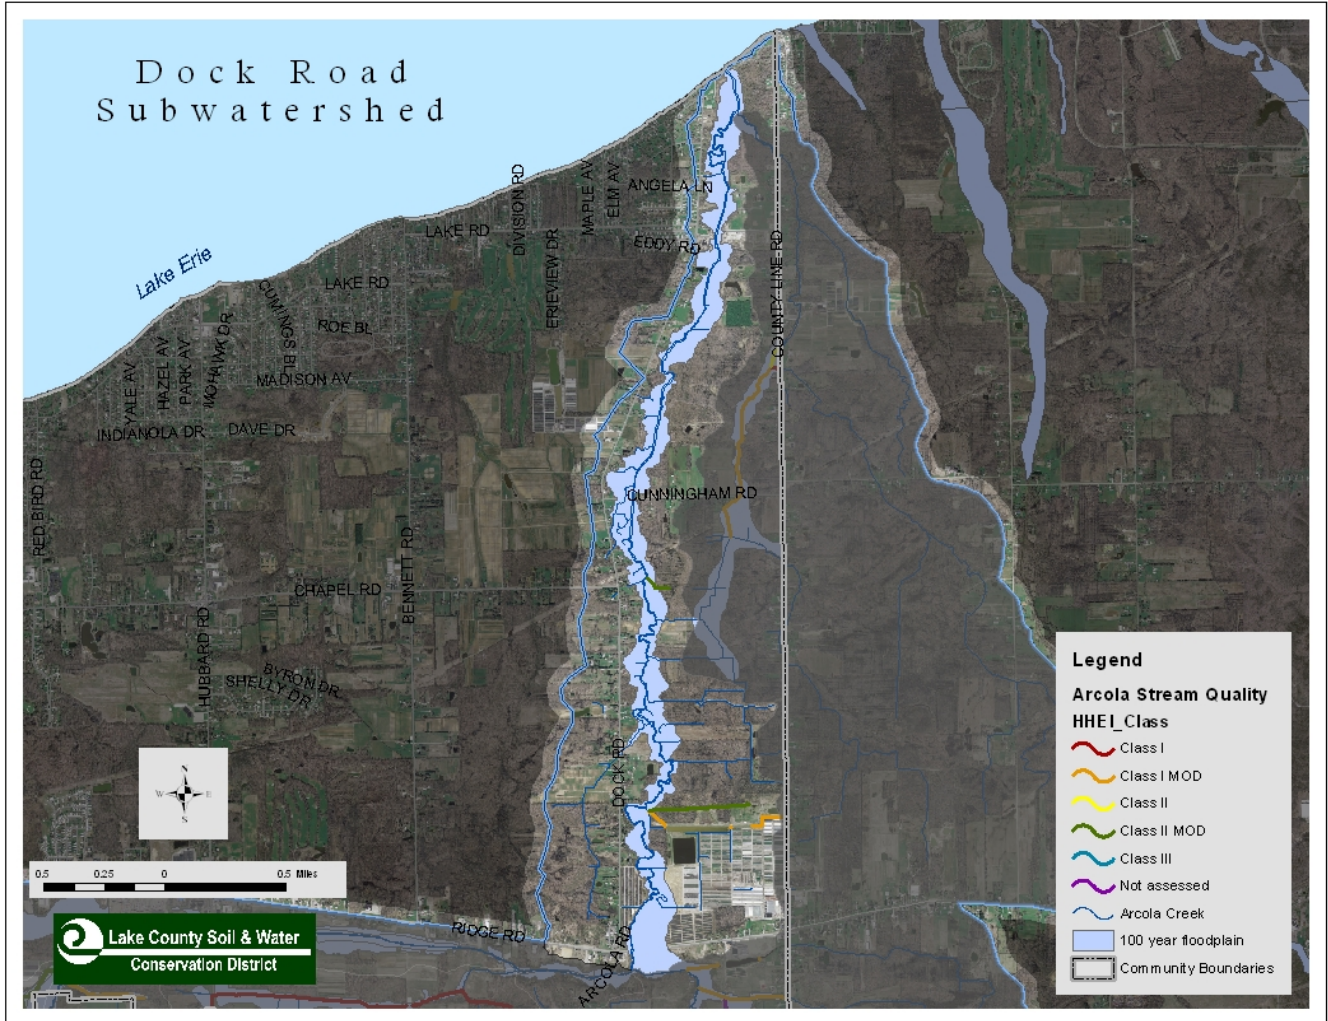 Dock Road
Subwatershed
Lake Erie
ANGELA LN
MAPLE AV
ELM AV
DIVISION RD
LAKE RD
EDDY RD
ERIEVIEW DR
COUNTY LINE RD
LAKE RD
CUMINGS BL
ROE BL
MOHAWK DR
PARK AV
HAZEL AV
YALE AV
MADISON AV
INDIANOLA DR
DAVE DR
RED BIRD RD
CUNNINGHAM RD
BENNETT RD
CHAPEL RD
HUBBARD RD
BYRON DR
SHELLY DR
DOCK RD
RIDGE RD
ARCOLA RD
N
W E
S
0.5 0.25 0 0.5 Miles
Lake County Soil & Water
Conservation District
Legend
Arcola Stream Quality
HHEI_Class
Class I
Class I MOD
Class II
Class II MOD
Class III
Not assessed
Arcola Creek
100 year floodplain
Community Boundaries